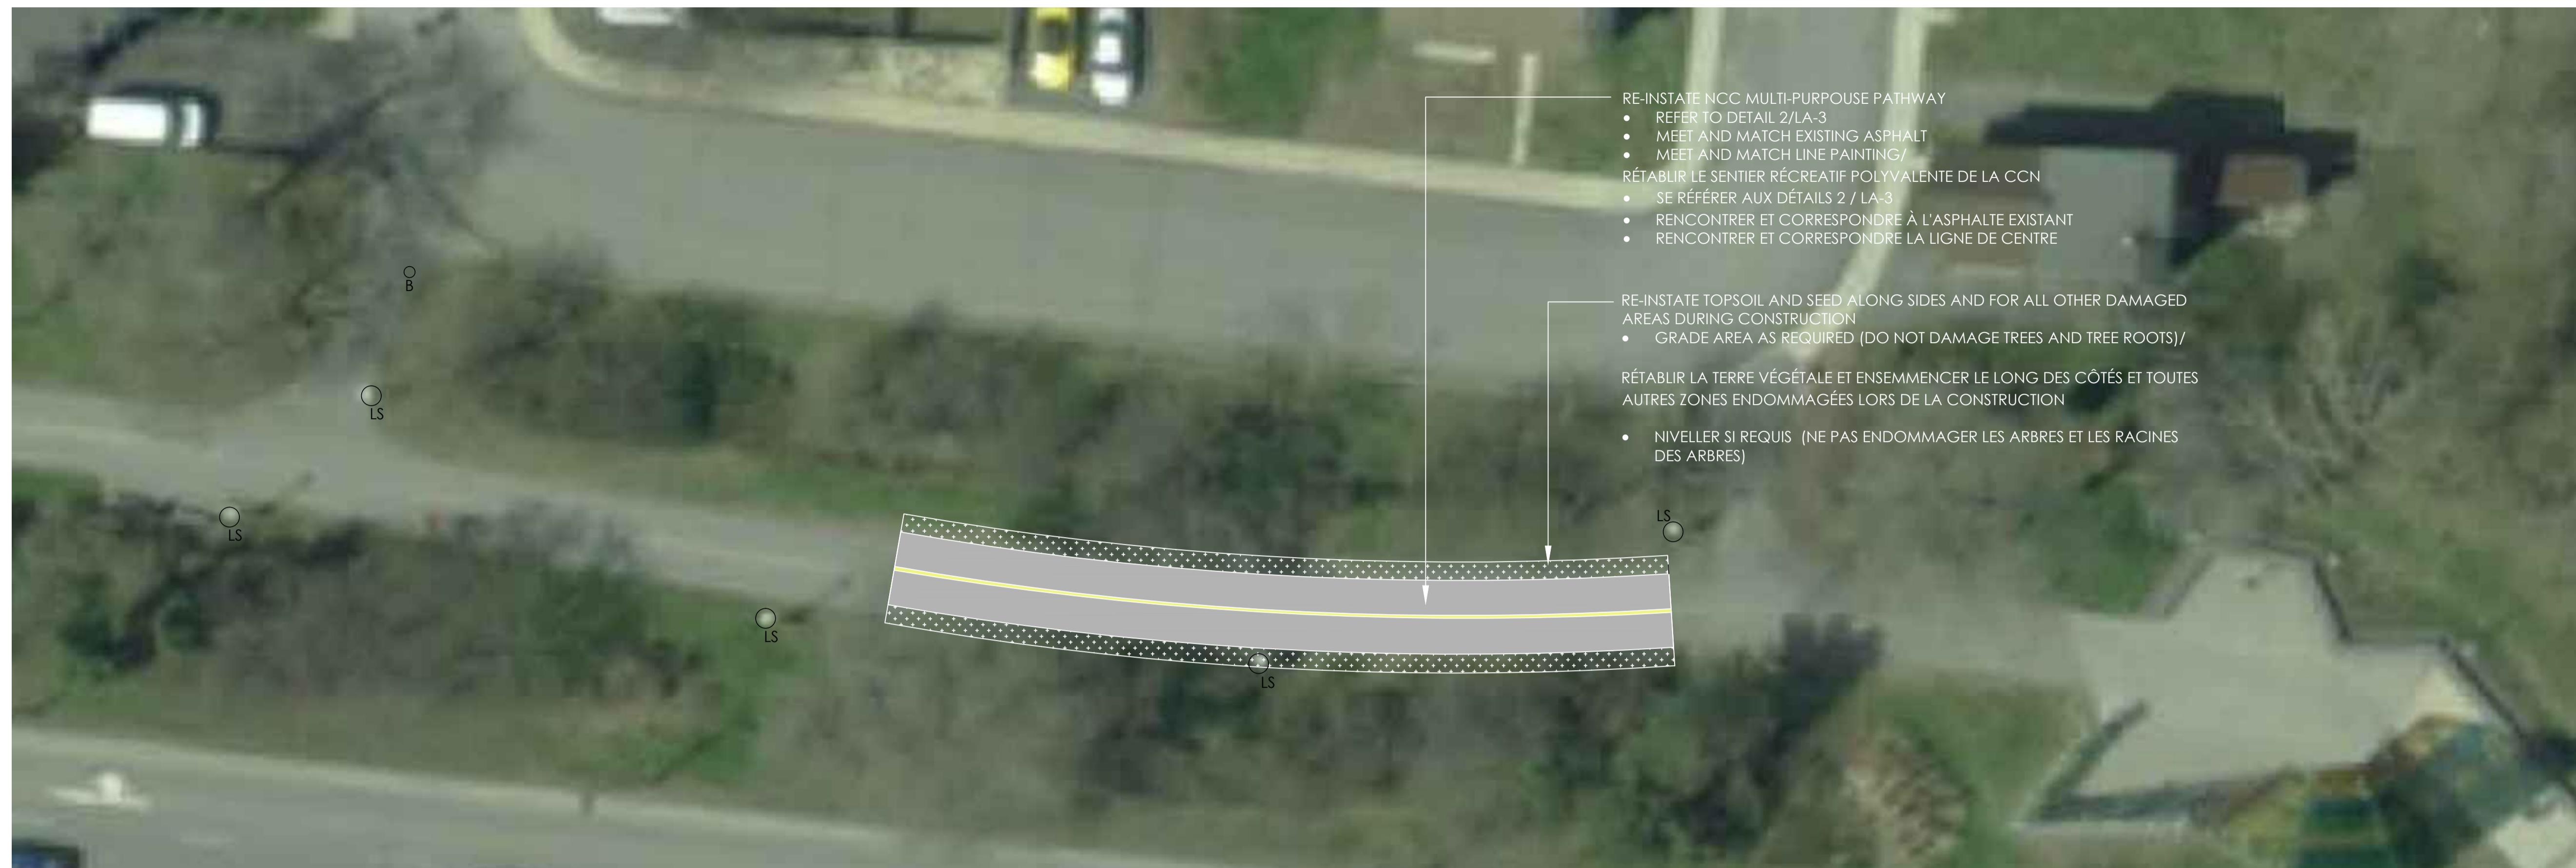 RE-INSTATE NCC MULTI-PURPOUSE PATHWAY
• REFER TO DETAIL 2/LA-3
• MEET AND MATCH EXISTING ASPHALT
• MEET AND MATCH LINE PAINTING/
RÉTABLIR LE SENTIER RÉCREATIF POLYVALENTE DE LA CCN
• SE RÉFÉRER AUX DÉTAILS 2 / LA-3
• RENCONTRER ET CORRESPONDRE À L'ASPHALTE EXISTANT
• RENCONTRER ET CORRESPONDRE LA LIGNE DE CENTRE
RE-INSTATE TOPSOIL AND SEED ALONG SIDES AND FOR ALL OTHER DAMAGED
AREAS DURING CONSTRUCTION
• GRADE AREA AS REQUIRED (DO NOT DAMAGE TREES AND TREE ROOTS)/
RÉTABLIR LA TERRE VÉGÉTALE ET ENSEMMENCER LE LONG DES CÔTÉS ET TOUTES
AUTRES ZONES ENDOMMAGÉES LORS DE LA CONSTRUCTION
• NIVELLER SI REQUIS (NE PAS ENDOMMAGER LES ARBRES ET LES RACINES
DES ARBRES)
B
LS
LS
LS
LS
LS